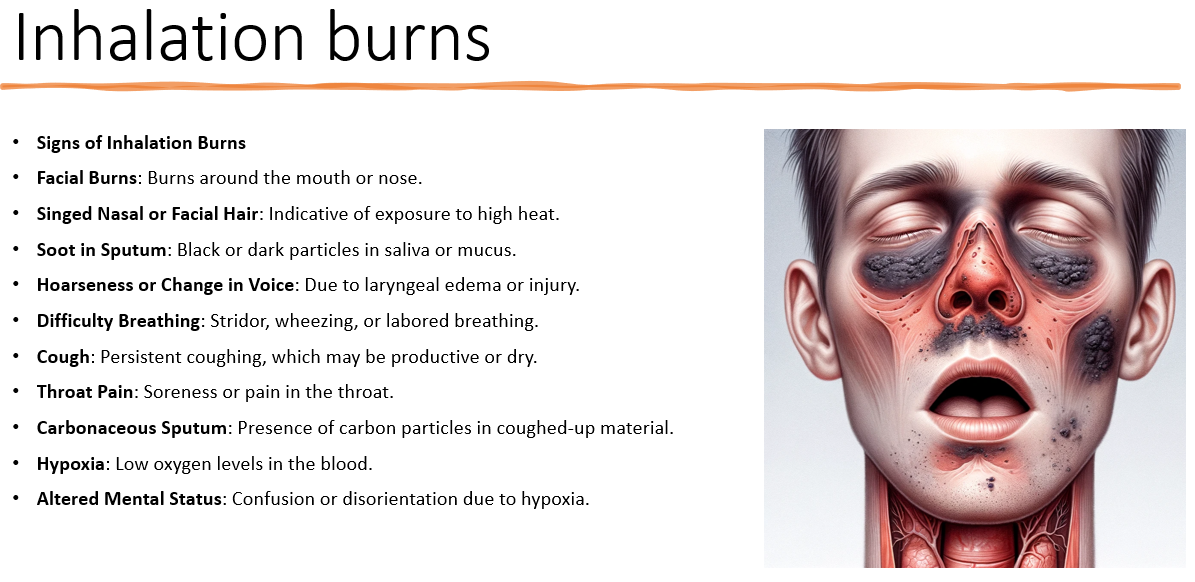 Inhalation burns
• Signs of Inhalation Burns
• Facial Burns: Burns around the mouth or nose.
• Singed Nasal or Facial Hair: Indicative of exposure to high heat.
• Soot in Sputum: Black or dark particles in saliva or mucus.
• Hoarseness or Change in Voice: Due to laryngeal edema or injury.
• Difficulty Breathing: Stridor, wheezing, or labored breathing.
• Cough: Persistent coughing, which may be productive or dry.
• Throat Pain: Soreness or pain in the throat.
• Carbonaceous Sputum: Presence of carbon particles in coughed-up material.
• Hypoxia: Low oxygen levels in the blood.
• Altered Mental Status: Confusion or disorientation due to hypoxia.